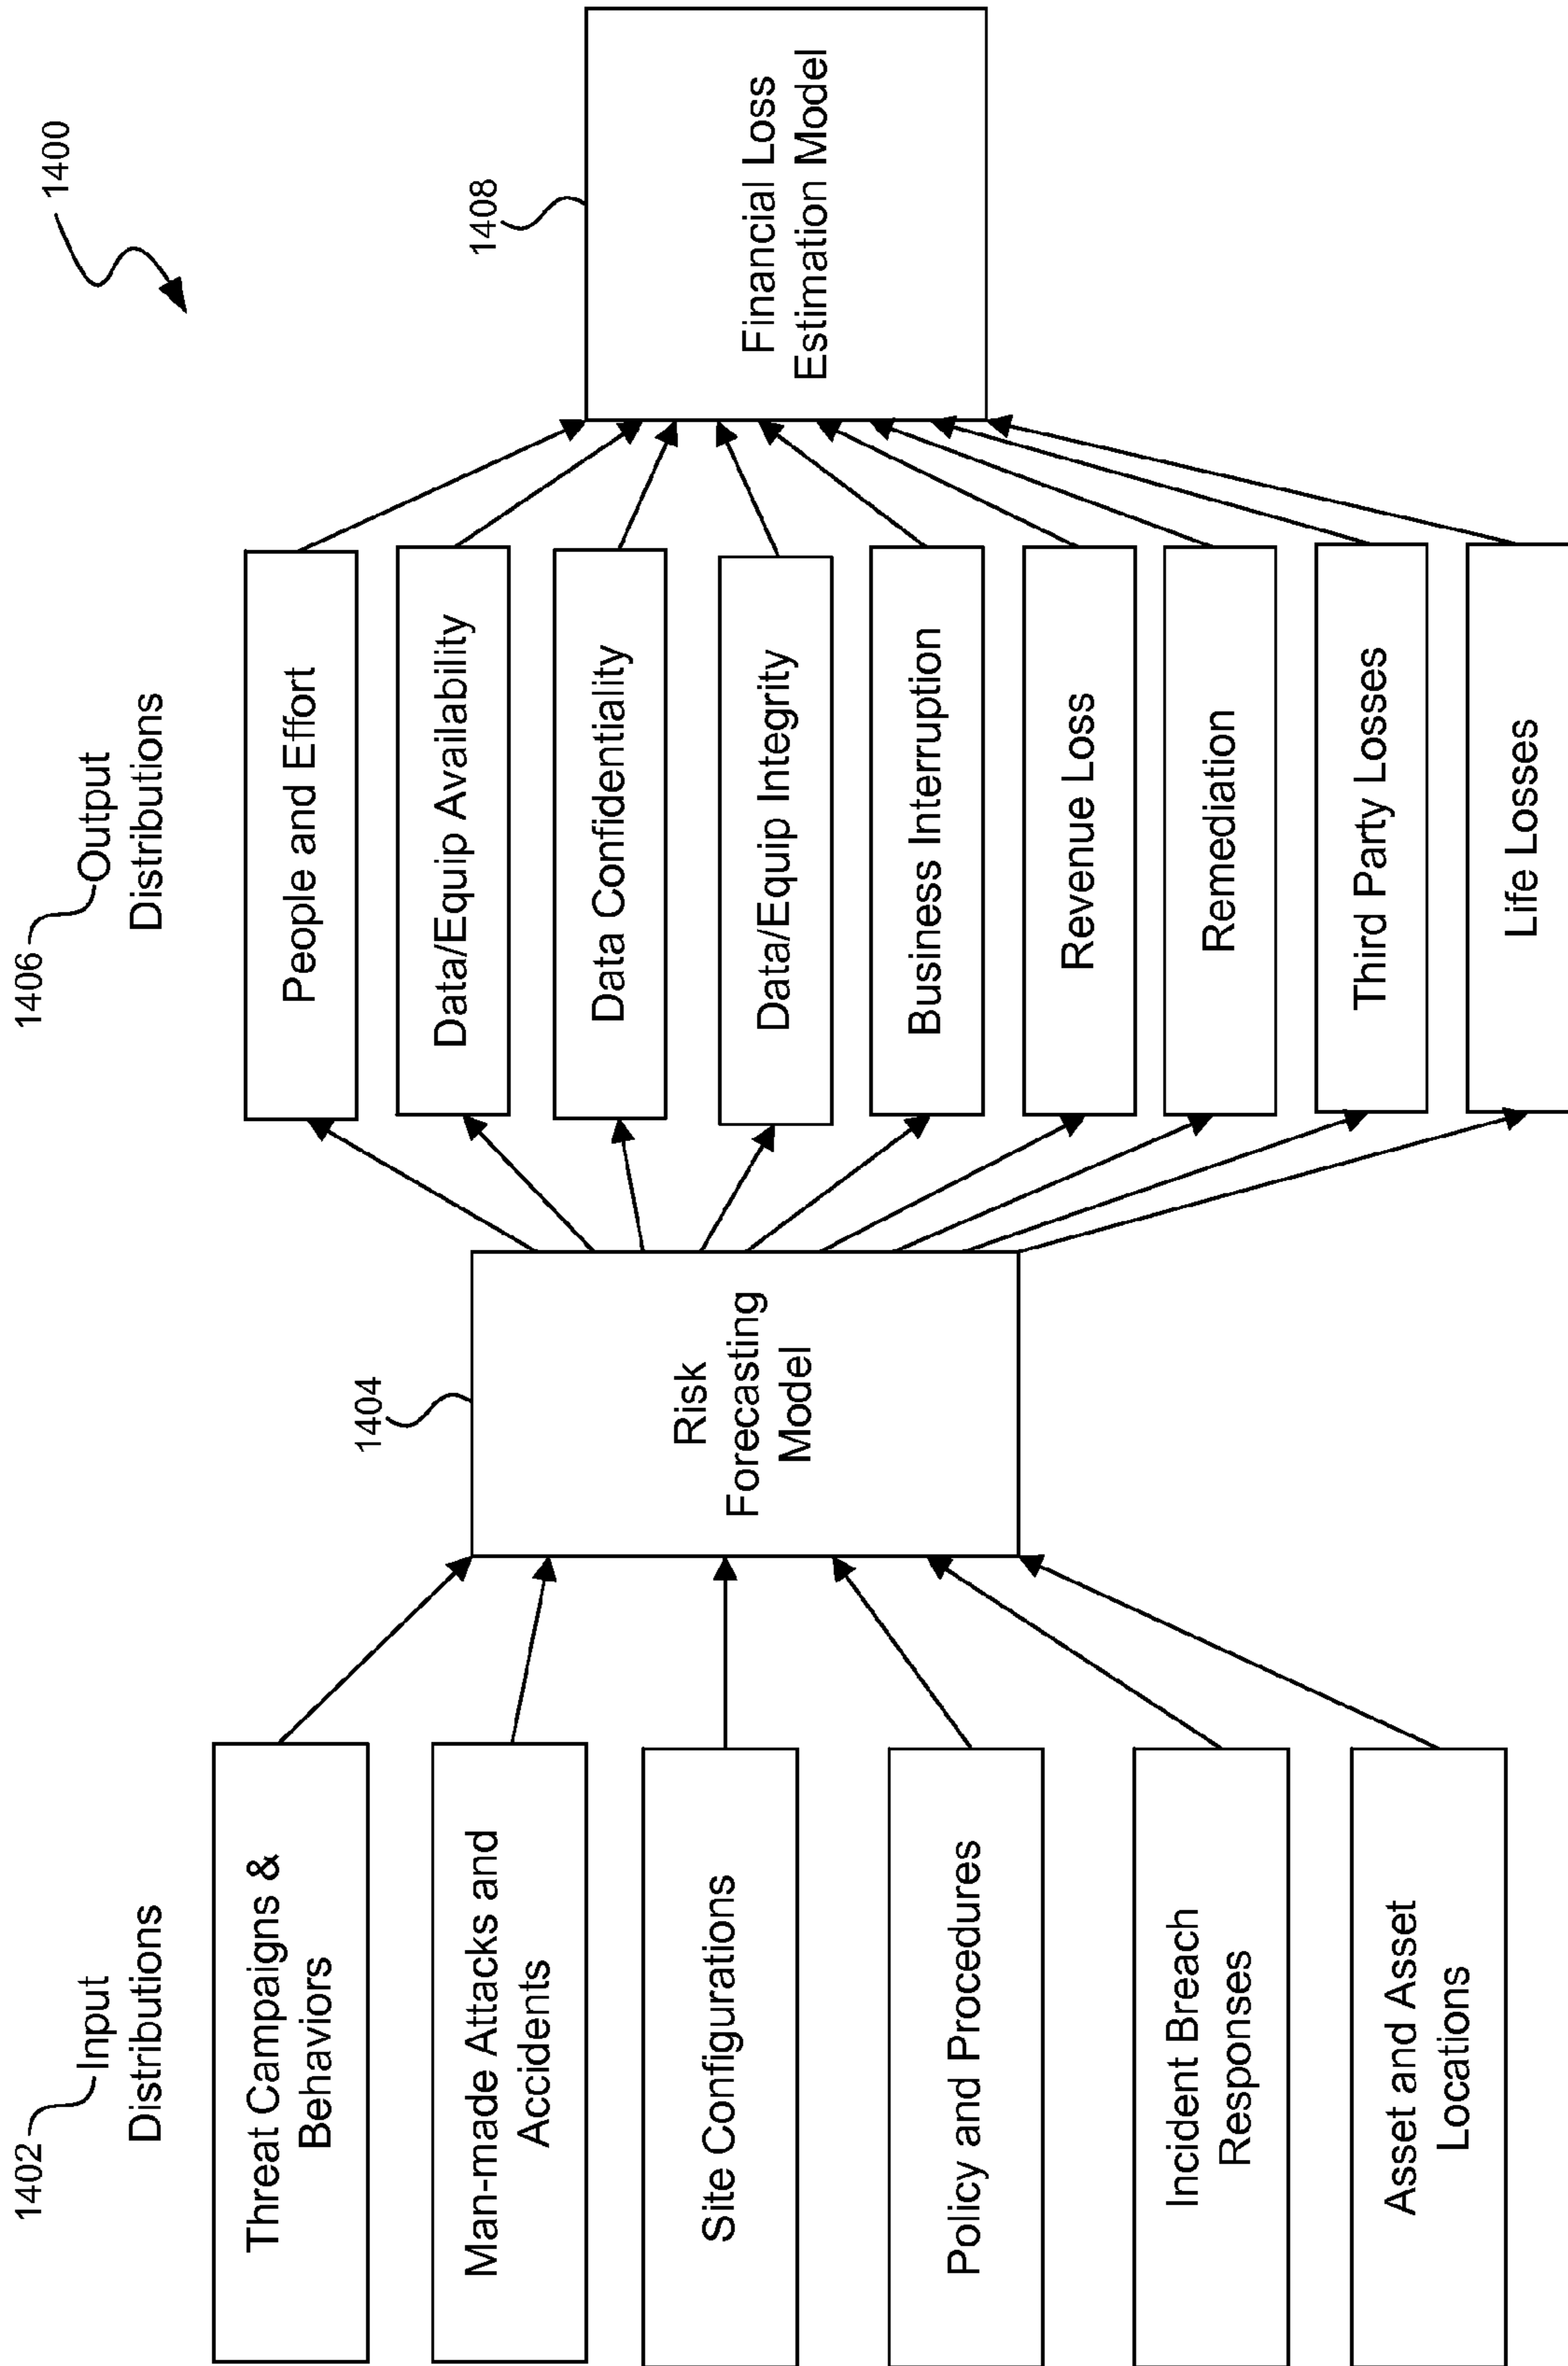 1400
1402
Input
Distributions
Threat Campaigns &
Behaviors
Man-made Attacks and
Accidents
Site Configurations
Policy and Procedures
Incident Breach
Responses
Asset and Asset
Locations
1404
Risk
Forecasting
Model
1406
Output
Distributions
People and Effort
Data/Equip Availability
Data Confidentiality
Data/Equip Integrity
Business Interruption
Revenue Loss
Remediation
Third Party Losses
Life Losses
1408
Financial Loss
Estimation Model